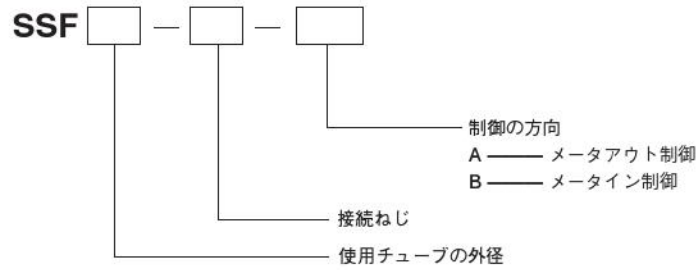 SSF □ — □ — □
制御の方向
A —— メータアウト制御
B —— メータイン制御
接続ねじ
使用チューブの外径